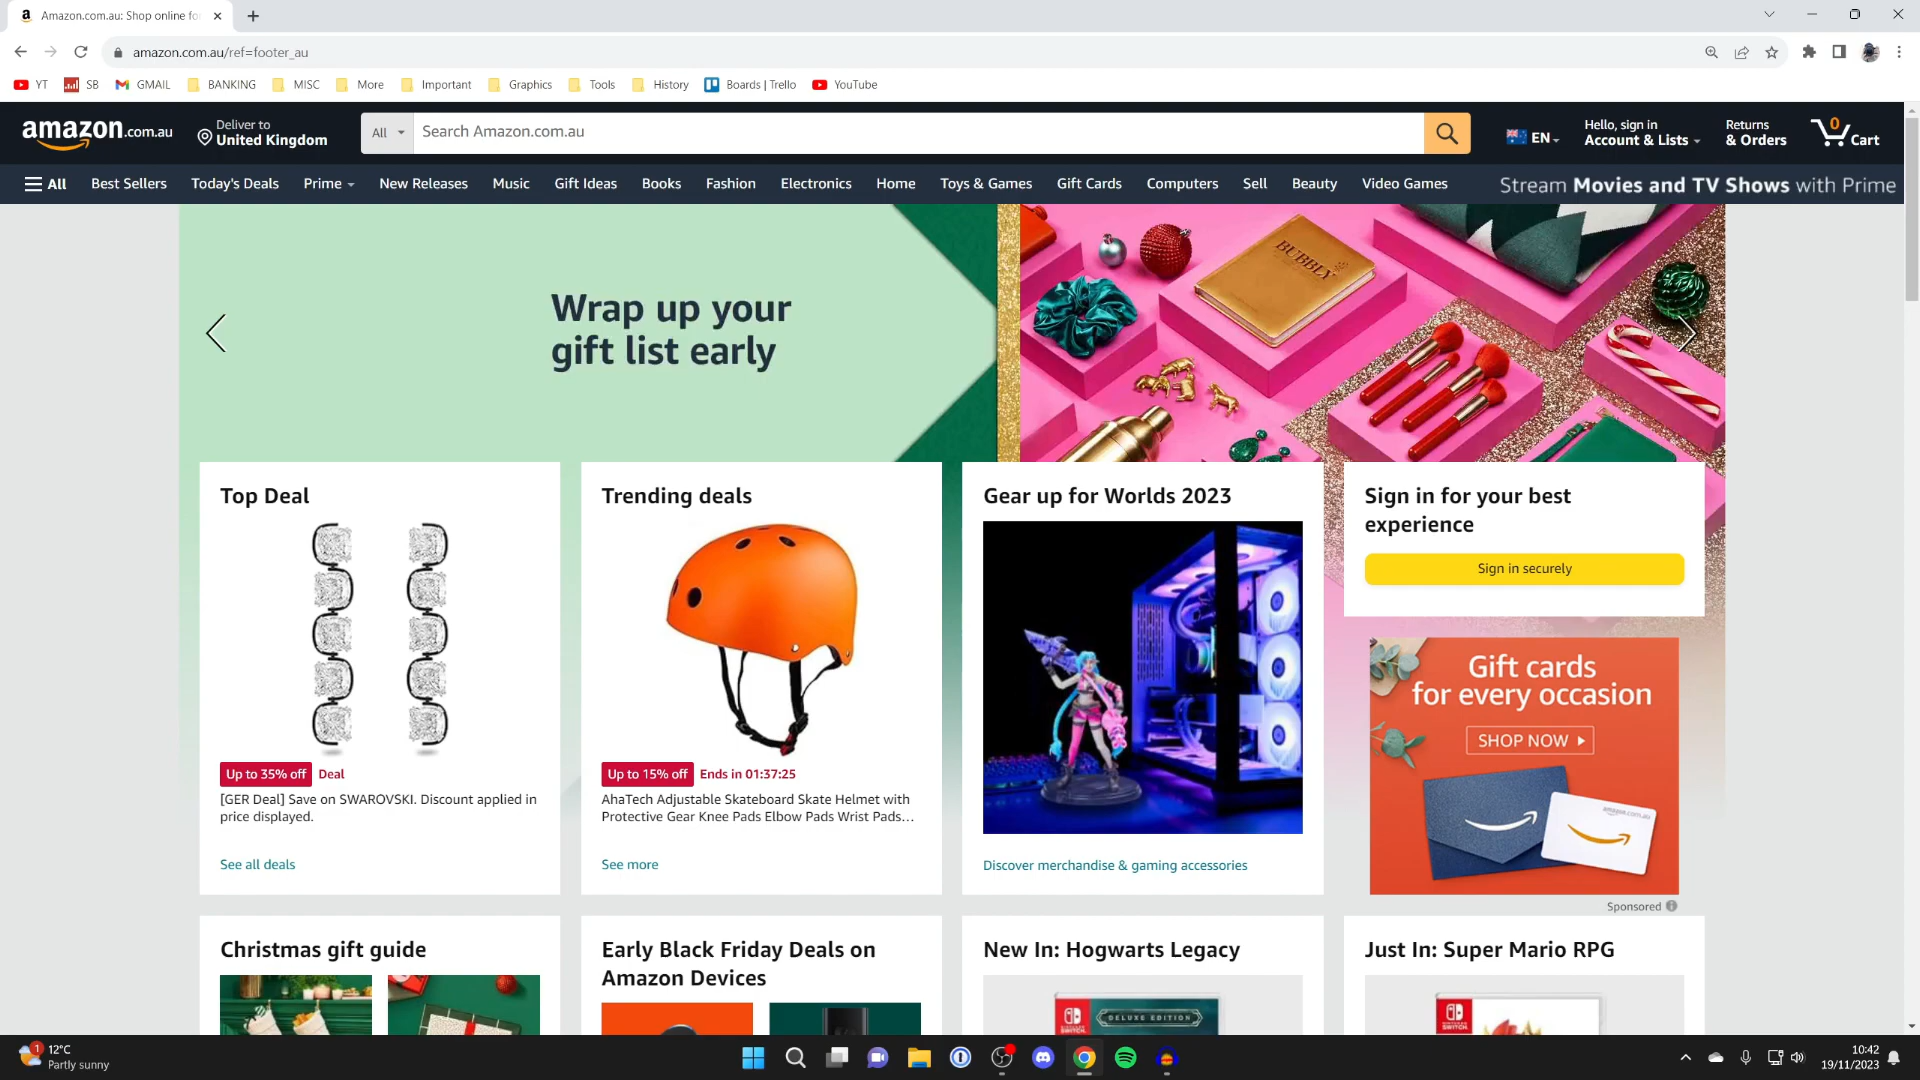 Amazon.com.au: Shop online fo
amazon.com.au/ref=footer_au
YT
SB
GMAIL
BANKING
MISC
More
Important
Graphics
Tools
History
Boards | Trello
YouTube
amazon.com.au
Deliver to
United Kingdom
All
Search Amazon.com.au
EN
Hello, sign in
Account & Lists
Returns
& Orders
0
Cart
All
Best Sellers
Today's Deals
Prime
New Releases
Music
Gift Ideas
Books
Fashion
Electronics
Home
Toys & Games
Gift Cards
Computers
Sell
Beauty
Video Games
Stream Movies and TV Shows with Prime
Wrap up your
gift list early
BUBBLY
Top Deal
Up to 35% off Deal
[GER Deal] Save on SWAROVSKI. Discount applied in
price displayed.
See all deals
Trending deals
Up to 15% off Ends in 01:37:25
AhaTech Adjustable Skateboard Skate Helmet with
Protective Gear Knee Pads Elbow Pads Wrist Pads…
See more
Gear up for Worlds 2023
Discover merchandise & gaming accessories
Sign in for your best
experience
Sign in securely
Gift cards
for every occasion
SHOP NOW
amazon.com.au
Sponsored
Christmas gift guide
Early Black Friday Deals on
Amazon Devices
New In: Hogwarts Legacy
DELUXE EDITION
Just In: Super Mario RPG
1
12°C
Partly sunny
10:42
19/11/2023